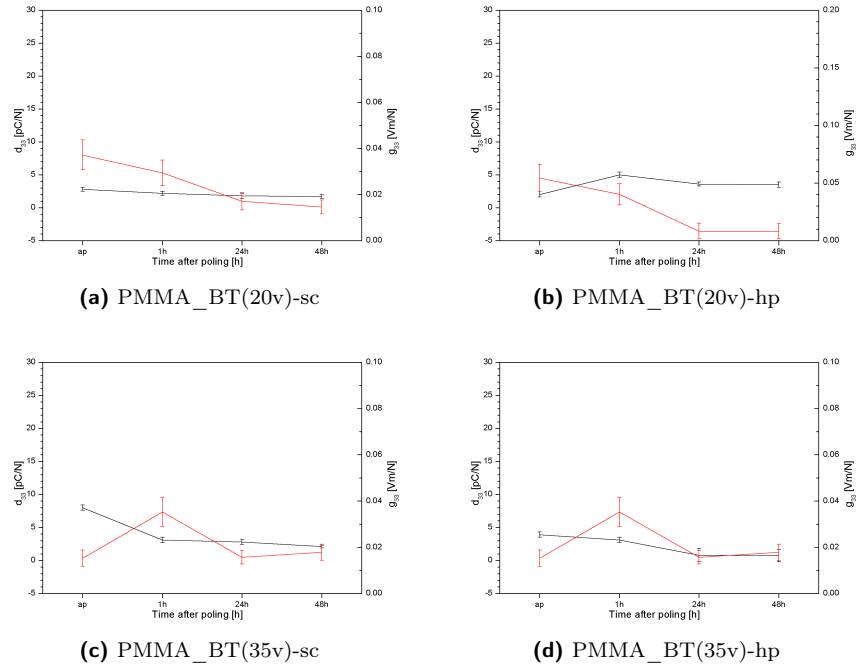 30
25
20
15
10
5
0
-5
d33 [pC/N]
0.10
0.08
0.06
0.04
0.02
0.00
g33 [Vm/N]
ap 1h 24h 48h
Time after poling [h]
(a) PMMA_BT(20v)-sc
30
25
20
15
10
5
0
-5
d33 [pC/N]
0.20
0.15
0.10
0.05
0.00
g33 [Vm/N]
ap 1h 24h 48h
Time after poling [h]
(b) PMMA_BT(20v)-hp
30
25
20
15
10
5
0
-5
d33 [pC/N]
0.10
0.08
0.06
0.04
0.02
0.00
g33 [Vm/N]
ap 1h 24h 48h
Time after poling [h]
(c) PMMA_BT(35v)-sc
30
25
20
15
10
5
0
-5
d33 [pC/N]
0.10
0.08
0.06
0.04
0.02
0.00
g33 [Vm/N]
ap 1h 24h 48h
Time after poling [h]
(d) PMMA_BT(35v)-hp